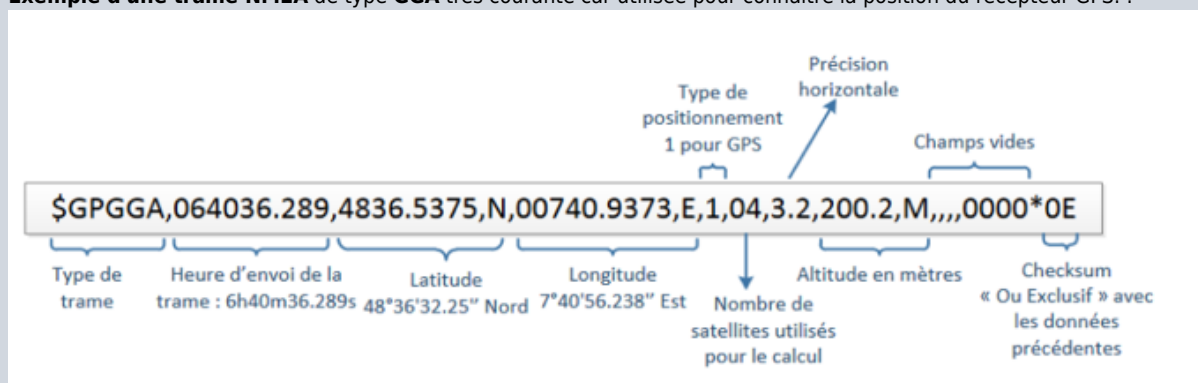 Exemple d'une trame NMEA de type GGA très courante car utilisée pour connaître la position du récepteur GPS. :
Précision
horizontale
Type de
positionnement
1 pour GPS
Champs vides
$GPGGA,064036.289,4836.5375,N,00740.9373,E,1,04,3.2,200.2,M,,,,0000*0E
Type de
trame
Heure d'envoi de la
trame : 6h40m36.289s
Latitude
48°36'32.25" Nord
Longitude
7°40'56.238" Est
Nombre de
satellites utilisés
pour le calcul
Altitude en mètres
Checksum
« Ou Exclusif » avec
les données
précédentes